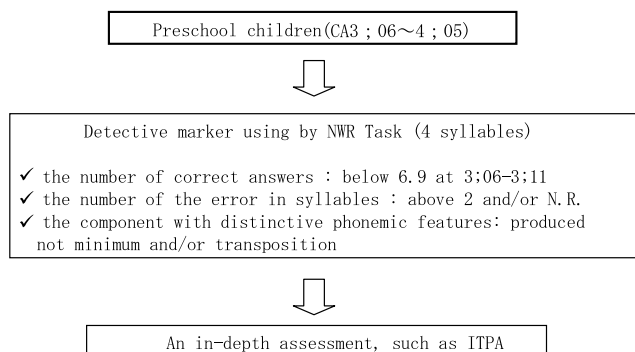 Preschool children(CA3；06～4；05)
Detective marker using by NWR Task (4 syllables)
✓ the number of correct answers : below 6.9 at 3;06-3;11
✓ the number of the error in syllables : above 2 and/or N.R.
✓ the component with distinctive phonemic features: produced
not minimum and/or transposition
An in-depth assessment, such as ITPA